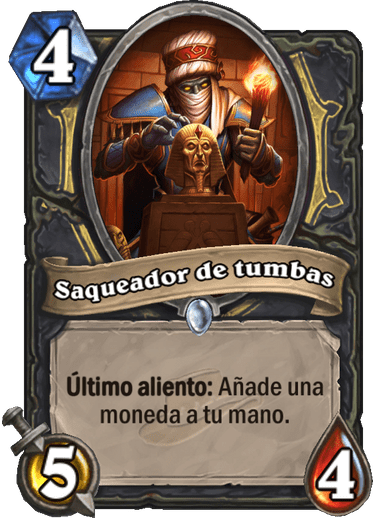 4
Saqueador de tumbas
Último aliento: Añade una
moneda a tu mano.
5
4